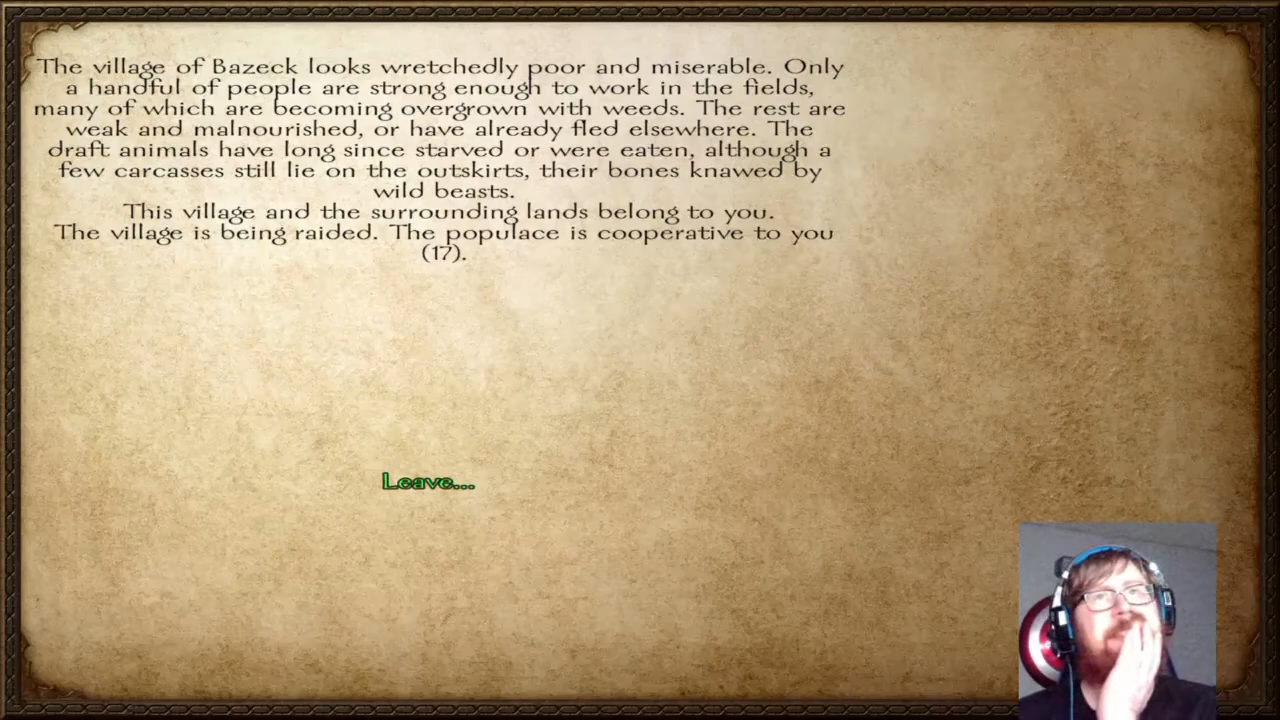 The village of Bazeck looks wretchedly poor and miserable. Only
a handful of people are strong enough to work in the fields,
many of which are becoming overgrown with weeds. The rest are
weak and malnourished, or have already fled elsewhere. The
draft animals have long since starved or were eaten, although a
few carcasses still lie on the outskirts, their bones knawed by
wild beasts.
This village and the surrounding lands belong to you.
The village is being raided. The populace is cooperative to you
(17).
Leave...